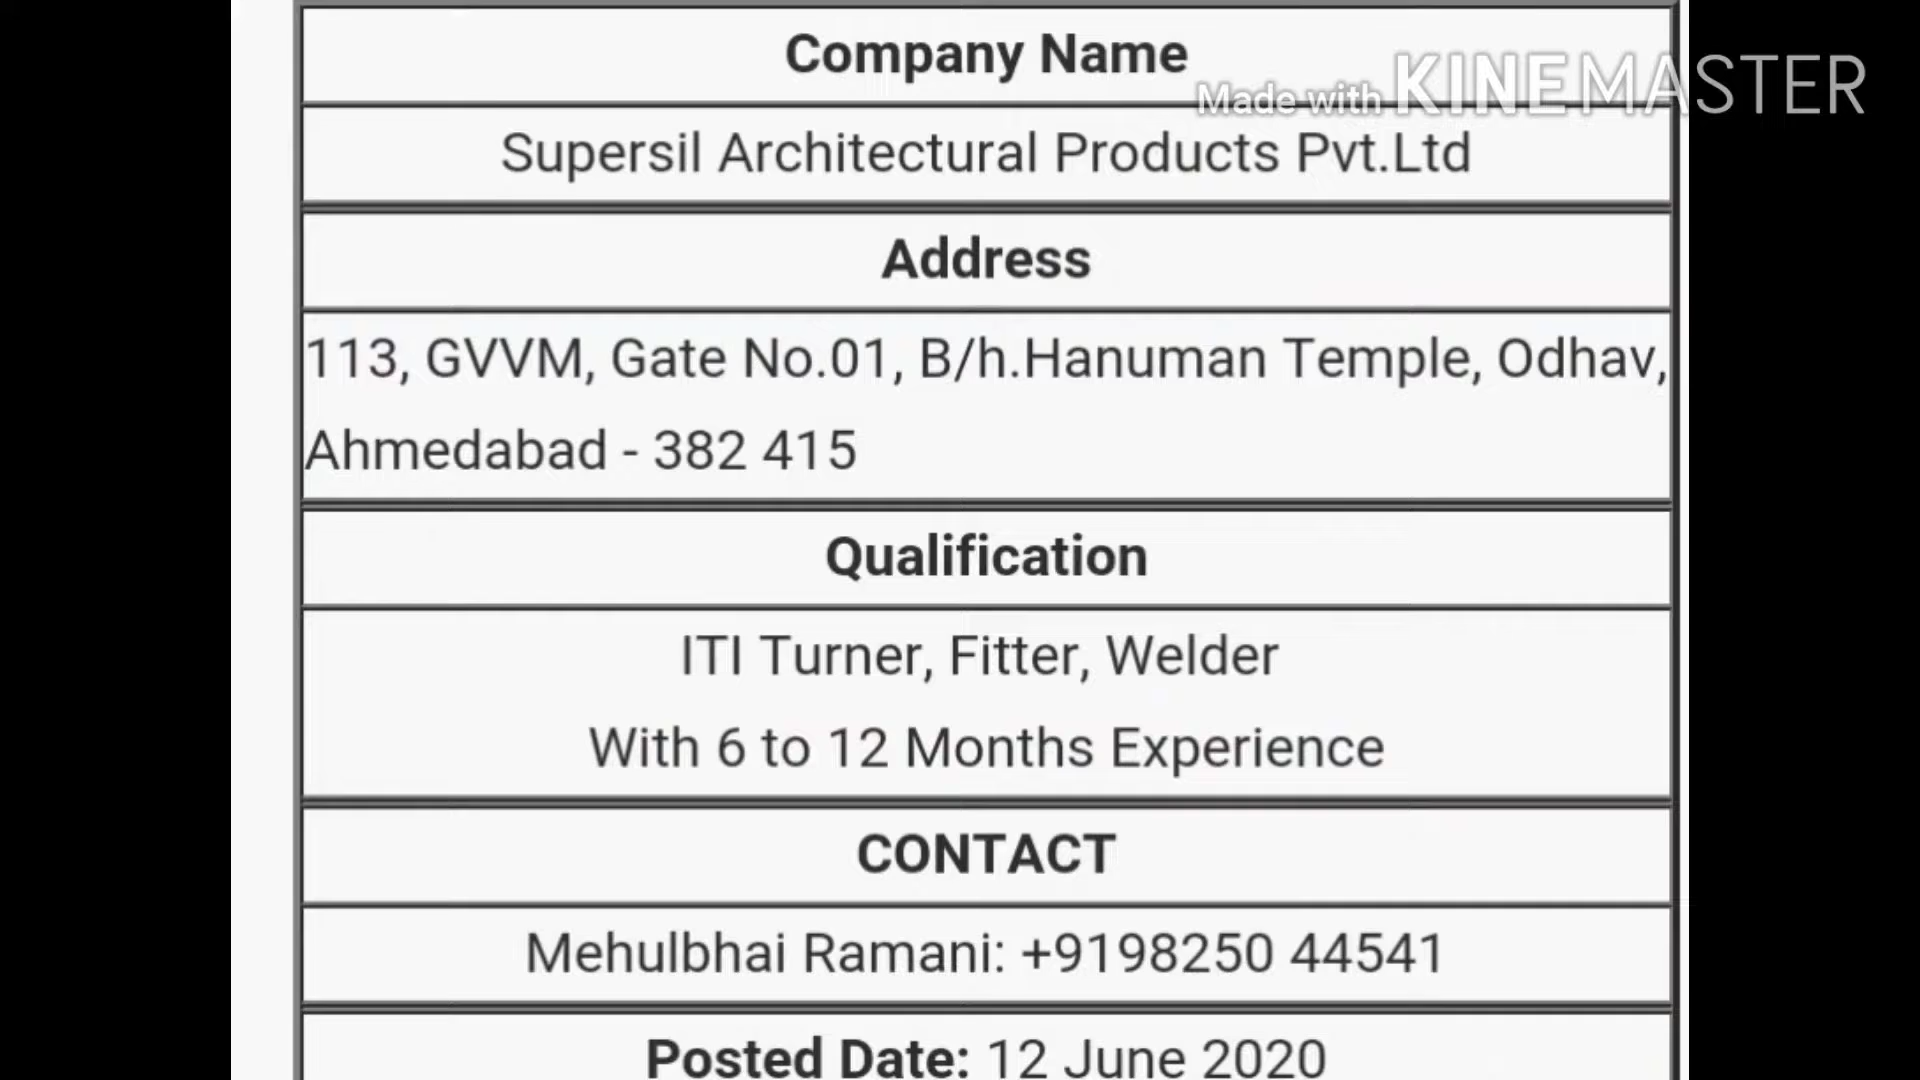 Company Name
Made with KINEMASTER
Supersil Architectural Products Pvt.Ltd
Address
113, GVVM, Gate No.01, B/h.Hanuman Temple, Odhav,
Ahmedabad - 382 415
Qualification
ITI Turner, Fitter, Welder
With 6 to 12 Months Experience
CONTACT
Mehulbhai Ramani: +9198250 44541
Posted Date: 12 June 2020